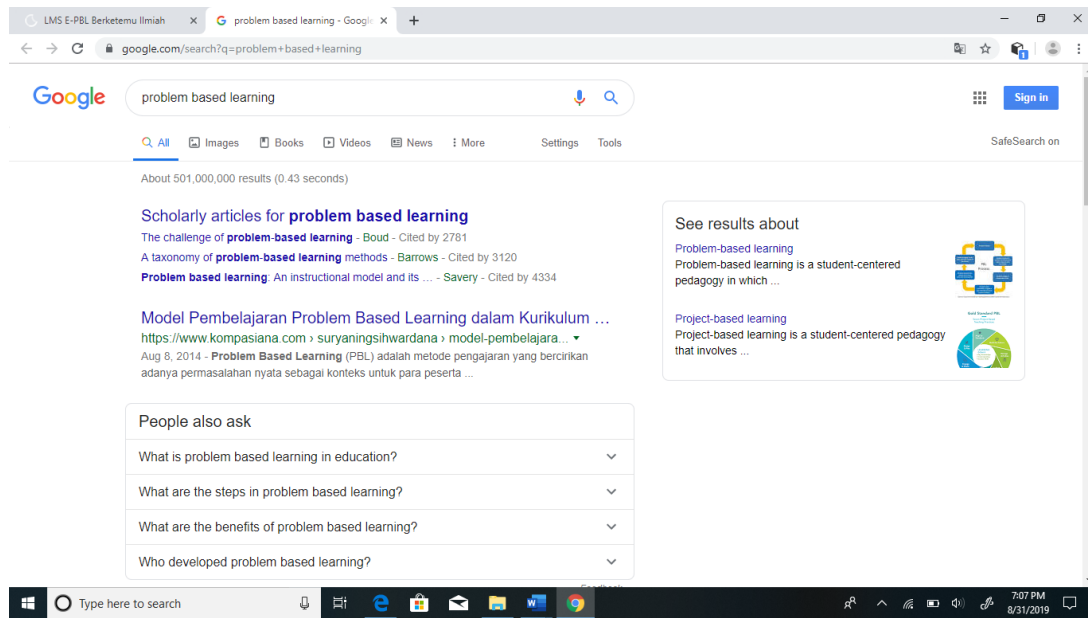 LMS E-PBL Berketemu Ilmiah
problem based learning - Googl
google.com/search?q=problem+based+learning
Google
problem based learning
Sign in
All Images Books Videos News More Settings Tools
SafeSearch on
About 501,000,000 results (0.43 seconds)
Scholarly articles for problem based learning
The challenge of problem-based learning - Boud - Cited by 2781
A taxonomy of problem-based learning methods - Barrows - Cited by 3120
Problem based learning: An instructional model and its … - Savery - Cited by 4334
Model Pembelajaran Problem Based Learning dalam Kurikulum ...
https://www.kompasiana.com › suryaningsihwardana › model-pembelajara...
Aug 8, 2014 - Problem Based Learning (PBL) adalah metode pengajaran yang bercirikan
adanya permasalahan nyata sebagai konteks untuk para peserta ...
People also ask
What is problem based learning in education?
What are the steps in problem based learning?
What are the benefits of problem based learning?
Who developed problem based learning?
See results about
Problem-based learning
Problem-based learning is a student-centered
pedagogy in which ...
Project-based learning
Project-based learning is a student-centered pedagogy
that involves ...
Type here to search
7:07 PM
8/31/2019